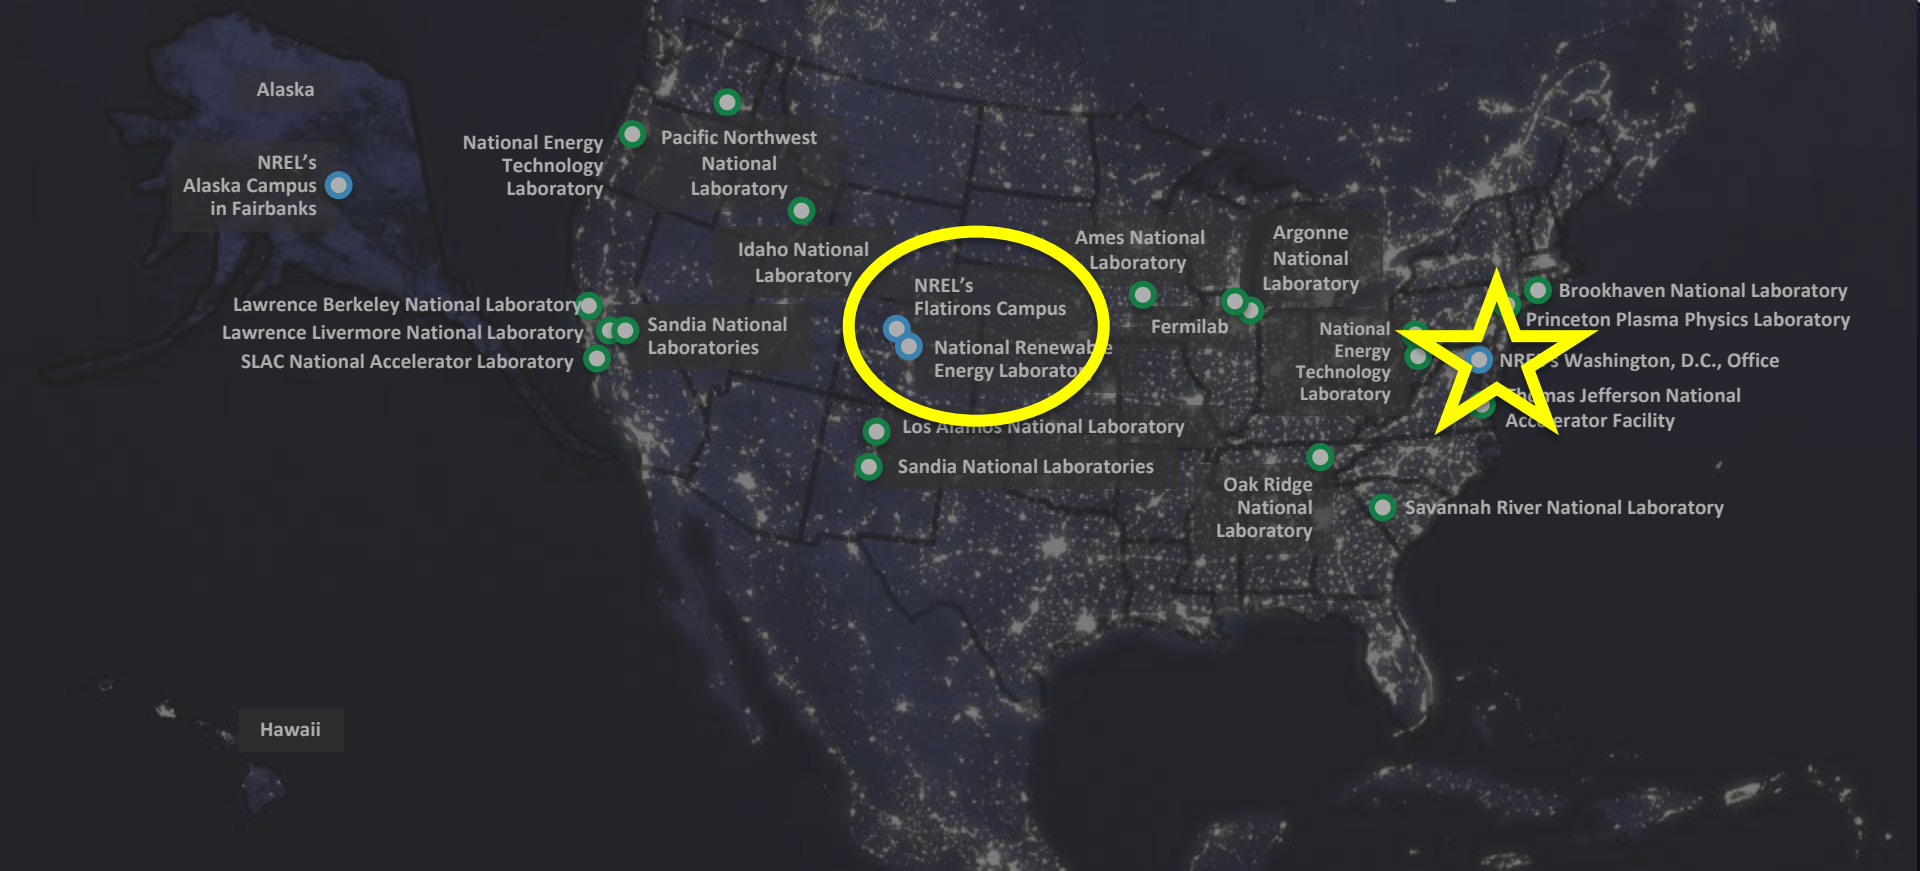 Alaska
NREL’s
Alaska Campus
in Fairbanks
National Energy
Technology
Laboratory
Pacific Northwest
National
Laboratory
Idaho National
Laboratory
Lawrence Berkeley National Laboratory
Lawrence Livermore National Laboratory
SLAC National Accelerator Laboratory
Sandia National
Laboratories
NREL’s
Flatirons Campus
National Renewable
Energy Laboratory
Los Alamos National Laboratory
Sandia National Laboratories
Ames National
Laboratory
Fermilab
Argonne
National
Laboratory
National
Energy
Technology
Laboratory
Brookhaven National Laboratory
Princeton Plasma Physics Laboratory
NREL’s Washington, D.C., Office
Thomas Jefferson National
Accelerator Facility
Oak Ridge
National
Laboratory
Savannah River National Laboratory
Hawaii